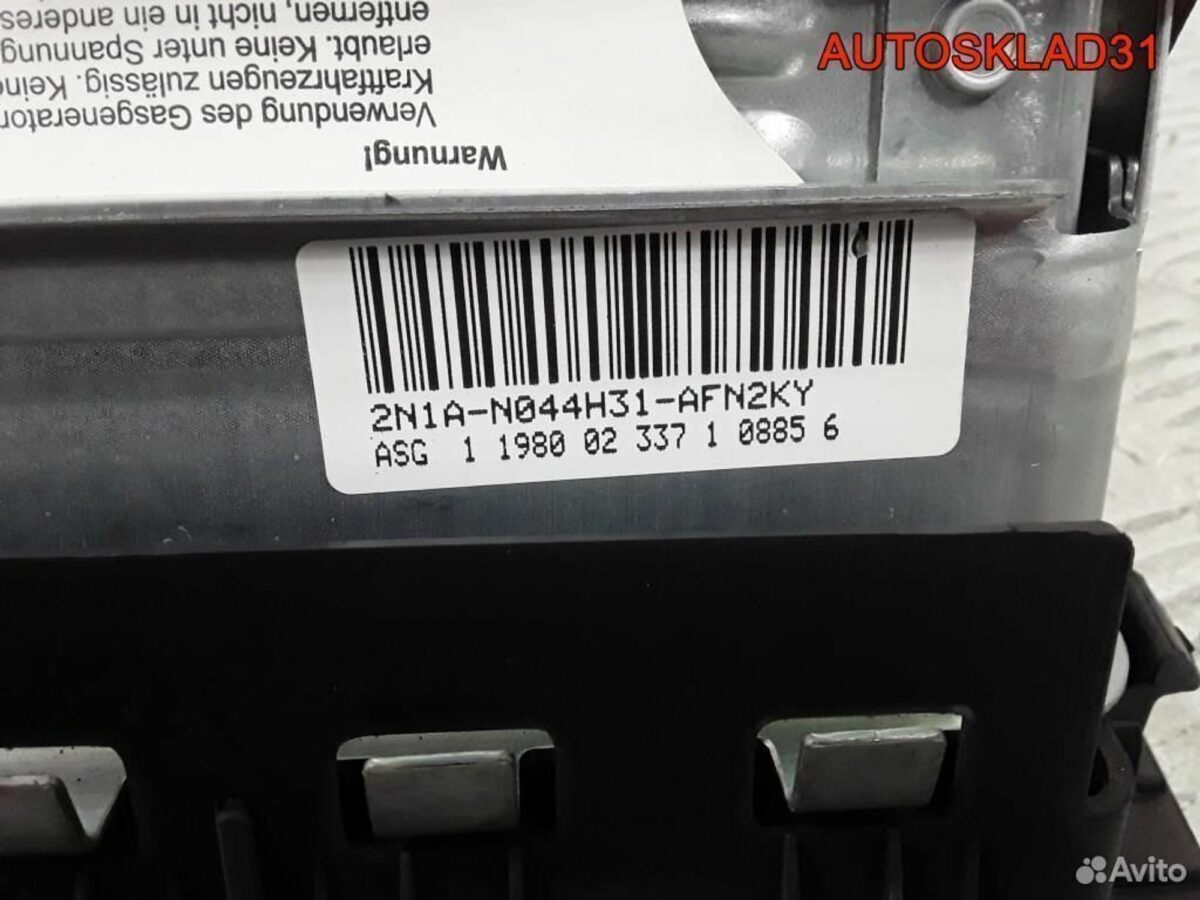 AUTOSKLAD31
Warnung!
Verwendung des Gasgenerator
Kraftfahrzeugen zulässig. Keine
erlaubt. Keine unter Spannung
entfernen, nicht in ein anderes
2N1A-N044H31-AFN2KY
ASG 1 1980 02 337 1 0885 6
Avito